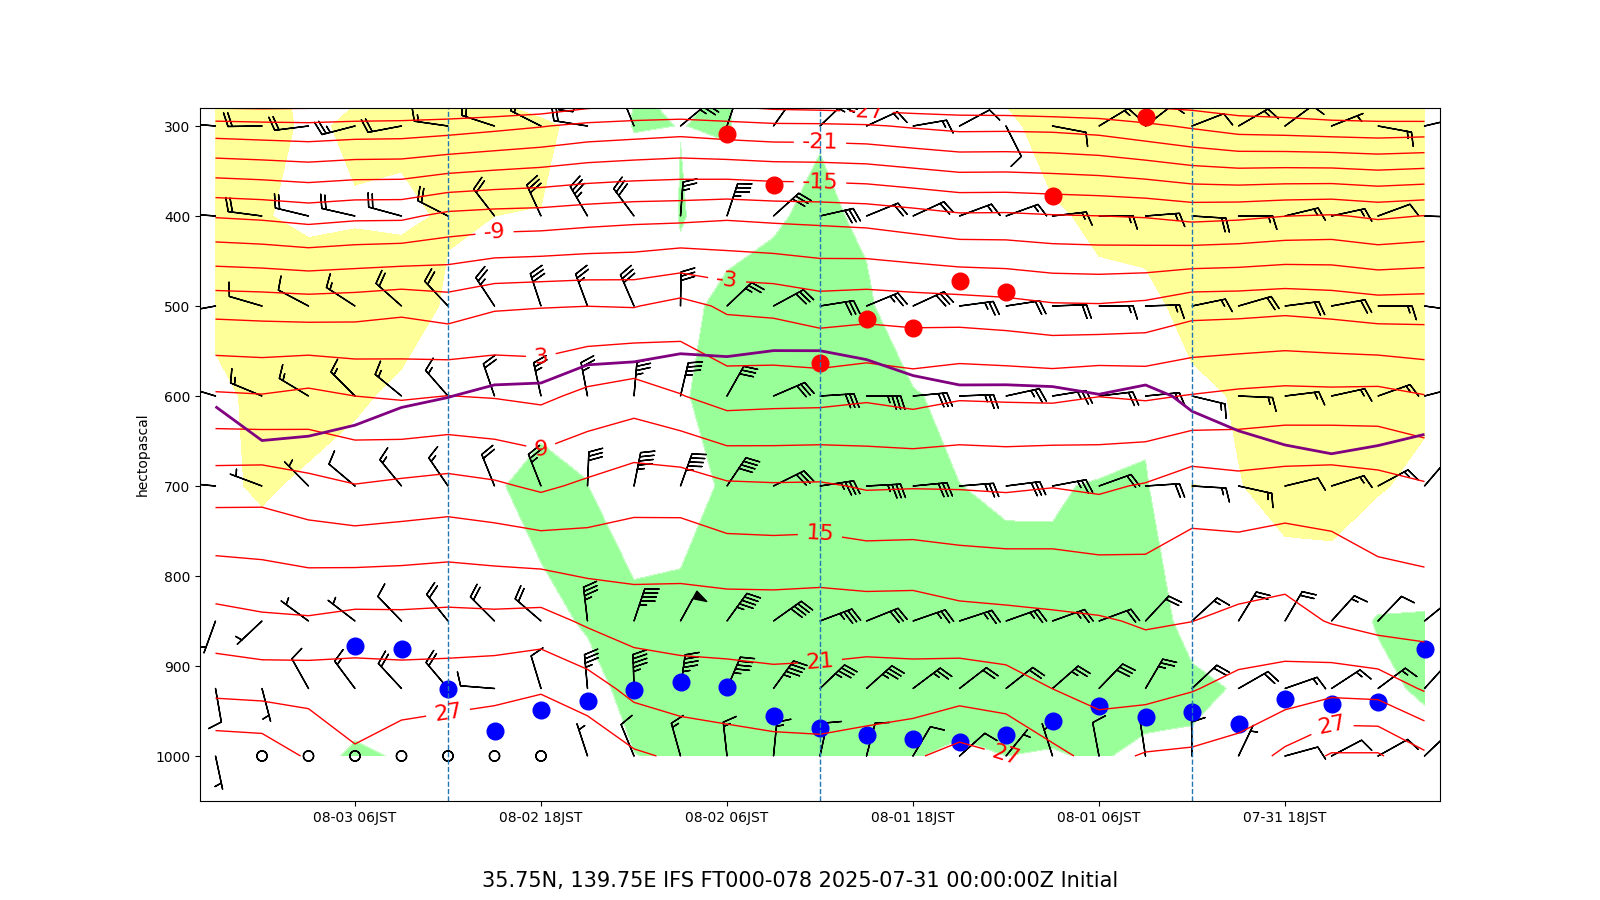 -27
300
-21
-15
400
-9
-3
500
3
600
9
hectopascal
700
15
800
21
900
27
27
27
1000
08-03 06JST
08-02 18JST
08-02 06JST
08-01 18JST
08-01 06JST
07-31 18JST
35.75N, 139.75E IFS FT000-078 2025-07-31 00:00:00Z Initial